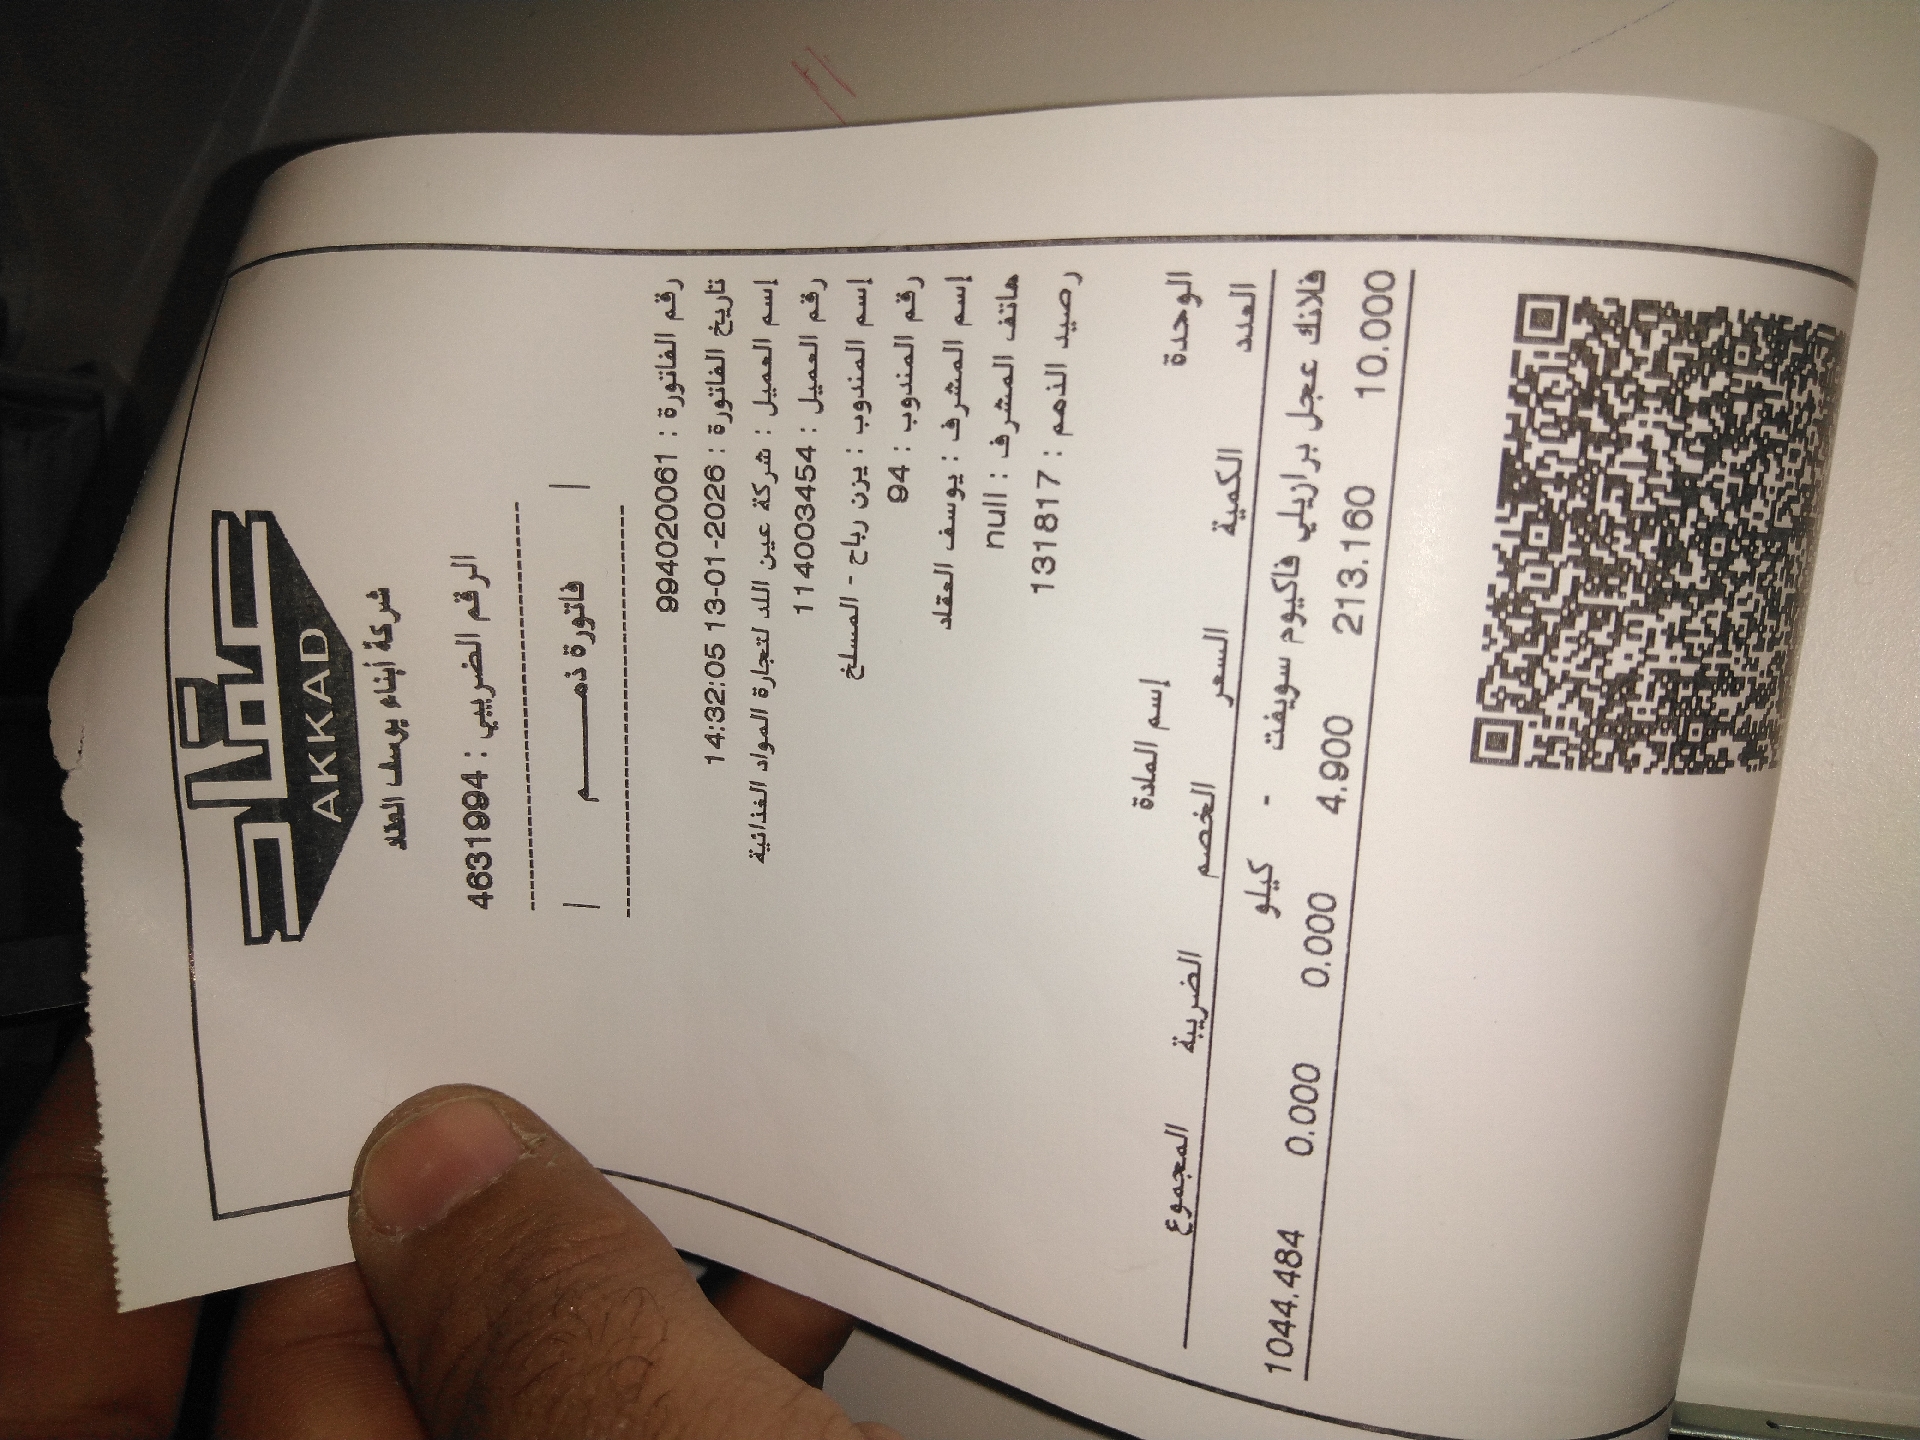 عقاد
AKKAD
شركة أبناء يوسف العقاد
الرقم الضريبي : 4631994
| فاتورة ذمــــــم |
رقم الفاتورة : 994020061
تاريخ الفاتورة : 2026-01-13 14:32:05
إسم العميل : شركة عين اللد لتجارة المواد الغذائية
رقم العميل : 114003454
إسم المندوب : يزن رباح - المسلخ
رقم المندوب : 94
إسم المشرف : يوسف العقاد
هاتف المشرف : null
رصيد الذمم : 131817
الوحدة إسم المادة
العدد الكمية السعر الخصم الضريبة المجموع
فلانك عجل برازيلي فاكيوم سويفت - كيلو
10.000 213.160 4.900 0.000 0.000 1044.484